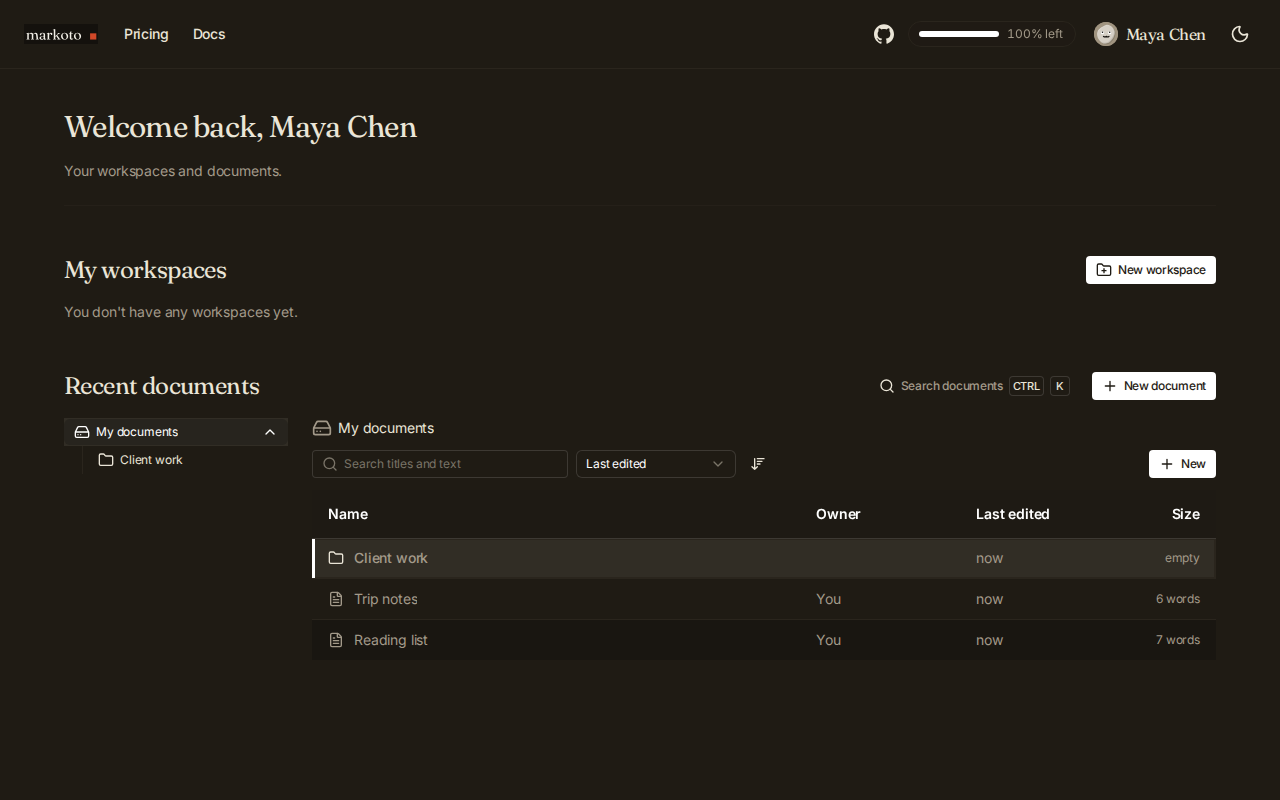 markoto Pricing Docs 100% left Maya Chen
Welcome back, Maya Chen
Your workspaces and documents.
My workspaces New workspace
You don't have any workspaces yet.
Recent documents Search documents CTRL K New document
My documents
Client work
My documents
Search titles and text Last edited New
Name Owner Last edited Size
Client work now empty
Trip notes You now 6 words
Reading list You now 7 words